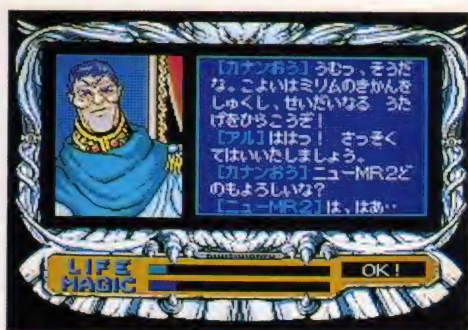 [カナンおう] うむっ、そうだ
な。こよいはミリムのきかんを
しゅくし、せいだいなる うた
げをひらこうぞ!
[アル] ははっ! さっそく
てはいいたしましょう。
[カナンおう] ニューMR2ど
のもよろしいな?
[ニューMR2] は、はあ‥
LIFE
MAGIC
OK!